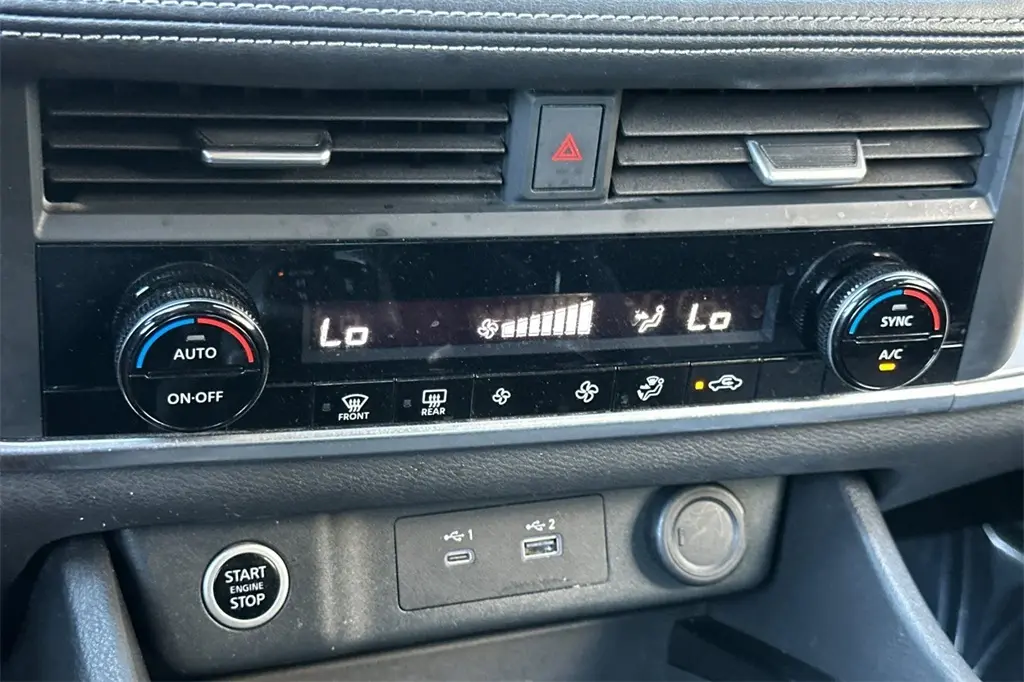 Lo
Lo
AUTO
ON·OFF
SYNC
A/C
FRONT
REAR
1
2
START
ENGINE
STOP